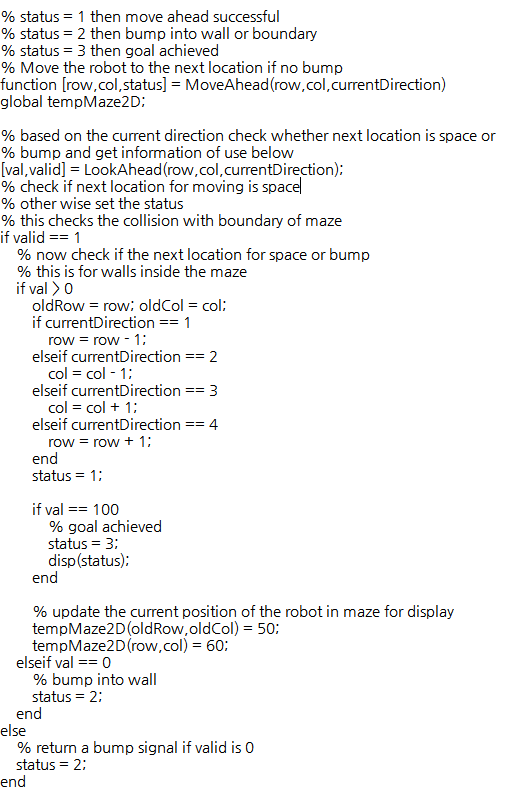 % status = 1 then move ahead successful
% status = 2 then bump into wall or boundary
% status = 3 then goal achieved
% Move the robot to the next location if no bump
function [row,col,status] = MoveAhead(row,col,currentDirection)
global tempMaze2D;

% based on the current direction check whether next location is space or
% bump and get information of use below
[val,valid] = LookAhead(row,col,currentDirection);
% check if next location for moving is space
% other wise set the status
% this checks the collision with boundary of maze
if valid == 1
    % now check if the next location for space or bump
    % this is for walls inside the maze
    if val > 0
        oldRow = row; oldCol = col;
        if currentDirection == 1
            row = row - 1;
        elseif currentDirection == 2
            col = col - 1;
        elseif currentDirection == 3
            col = col + 1;
        elseif currentDirection == 4
            row = row + 1;
        end
        status = 1;

        if val == 100
            % goal achieved
            status = 3;
            disp(status);
        end

        % update the current position of the robot in maze for display
        tempMaze2D(oldRow,oldCol) = 50;
        tempMaze2D(row,col) = 60;
    elseif val == 0
        % bump into wall
        status = 2;
    end
else
    % return a bump signal if valid is 0
    status = 2;
end